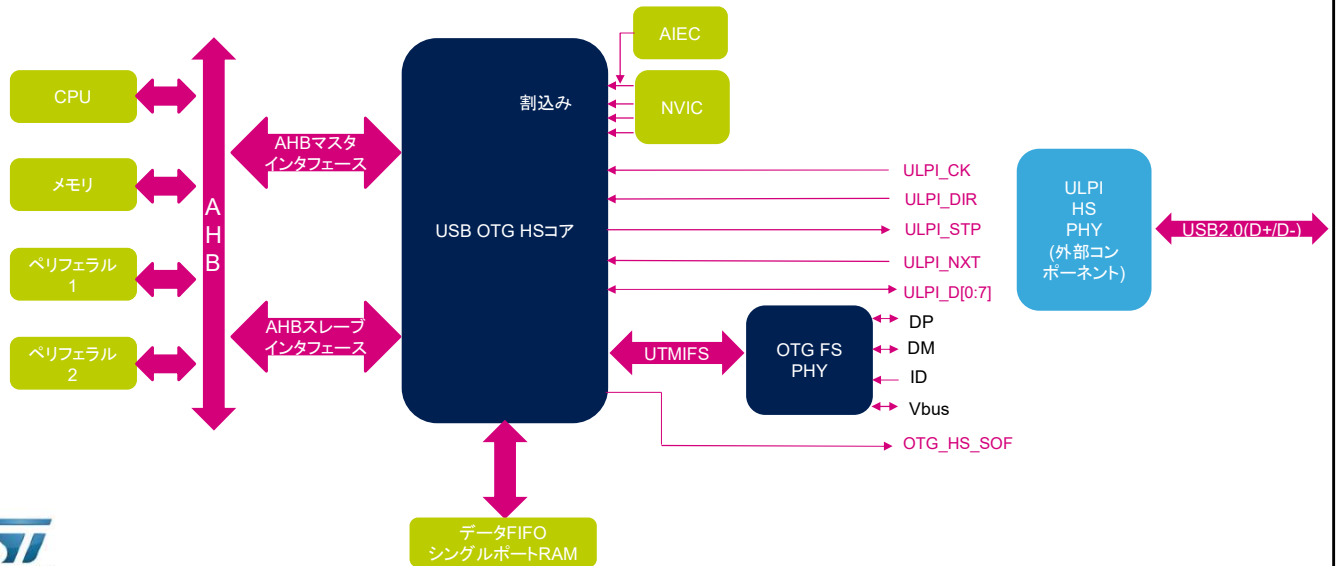 AIEC
CPU
割込み
NVIC
AHBマスタ
インタフェース
メモリ
ULPI_CK
ULPI_DIR
ULPI_STP
ULPI_NXT
ULPI_D[0:7]
ULPI
HS
PHY
(外部コン
ポーネント)
USB2.0(D+/D-)
A
H
B
USB OTG HSコア
ペリフェラル
1
AHBスレーブ
インタフェース
UTMIFS
OTG FS
PHY
DP
DM
ID
Vbus
ペリフェラル
2
OTG_HS_SOF
データFIFO
シングルポートRAM
ST